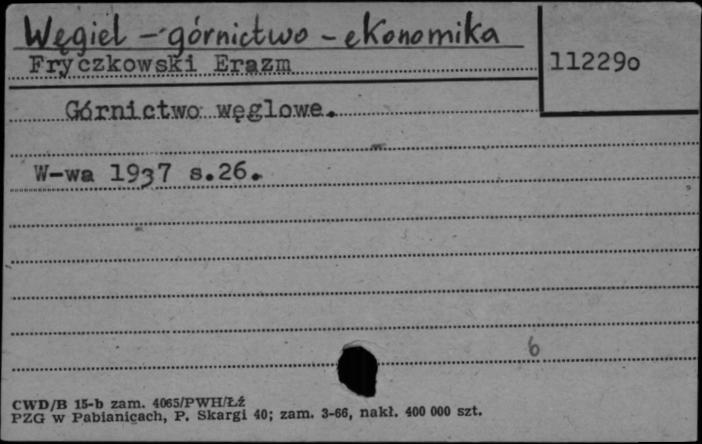 Węgiel - górnictwo - ekonomika
Fryczkowski Erazm
11229o
Górnictwo węglowe.
W-wa 1937 s.26.
6
CWD/B 15-b zam. 4065/PWH/Łź
PZG w Pabianicach, P. Skargi 40; zam. 3-66, nakł. 400 000 szt.